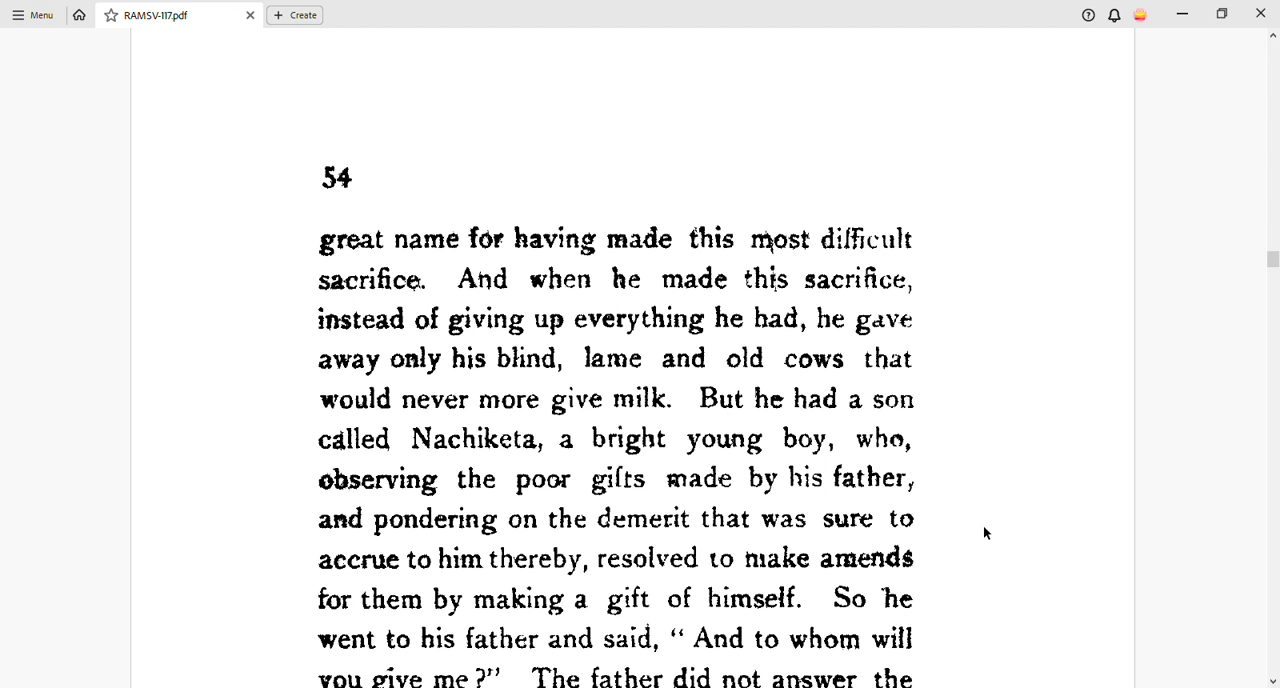 Menu
RAMSV-117.pdf
Create
54
great name for having made this most difficult
sacrifice. And when he made this sacrifice,
instead of giving up everything he had, he gave
away only his blind, lame and old cows that
would never more give milk. But he had a son
called Nachiketa, a bright young boy, who,
observing the poor gifts made by his father,
and pondering on the demerit that was sure to
accrue to him thereby, resolved to make amends
for them by making a gift of himself. So he
went to his father and said, “ And to whom will
you give me ?” The father did not answer the